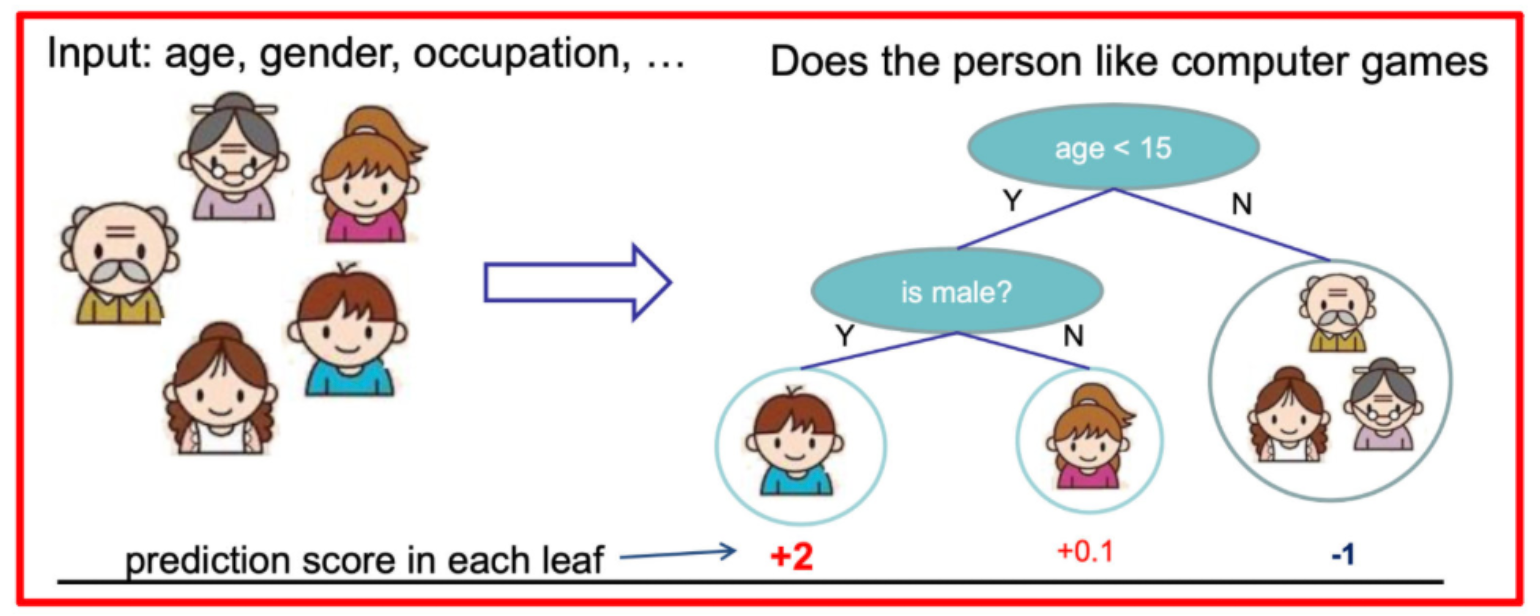 Input: age, gender, occupation, …
Does the person like computer games
age < 15
Y
N
is male?
Y
N
prediction score in each leaf
+2
+0.1
-1